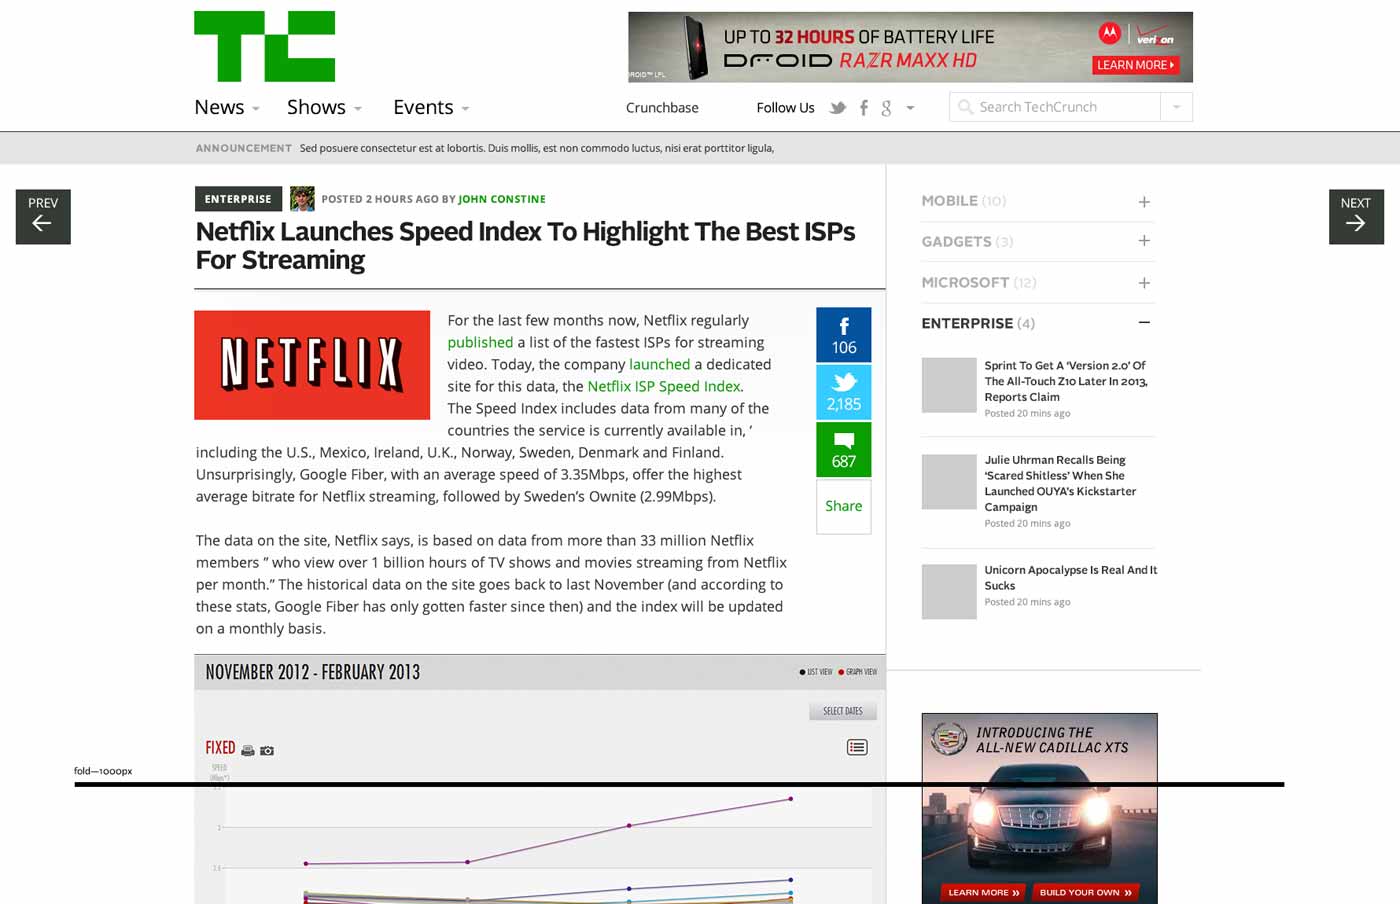 TC
UP TO 32 HOURS OF BATTERY LIFE
DROID RAZR MAXX HD
verizon
LEARN MORE
News
Shows
Events
Crunchbase
Follow Us
Search TechCrunch
ANNOUNCEMENT Sed posuere consectetur est at lobortis. Duis mollis, est non commodo luctus, nisi erat porttitor ligula,
PREV
NEXT
ENTERPRISE
POSTED 2 HOURS AGO BY JOHN CONSTINE
Netflix Launches Speed Index To Highlight The Best ISPs
For Streaming
NETFLIX
For the last few months now, Netflix regularly
published a list of the fastest ISPs for streaming
video. Today, the company launched a dedicated
site for this data, the Netflix ISP Speed Index.
The Speed Index includes data from many of the
countries the service is currently available in, ’
including the U.S., Mexico, Ireland, U.K., Norway, Sweden, Denmark and Finland.
Unsurprisingly, Google Fiber, with an average speed of 3.35Mbps, offer the highest
average bitrate for Netflix streaming, followed by Sweden’s Ownite (2.99Mbps).
The data on the site, Netflix says, is based on data from more than 33 million Netflix
members ” who view over 1 billion hours of TV shows and movies streaming from Netflix
per month.” The historical data on the site goes back to last November (and according to
these stats, Google Fiber has only gotten faster since then) and the index will be updated
on a monthly basis.
106
2,185
687
Share
NOVEMBER 2012 - FEBRUARY 2013
LIST VIEW
GRAPH VIEW
SELECT DATES
FIXED
SPEED
(Mbps*)
fold—1000px
MOBILE (10)
GADGETS (3)
MICROSOFT (12)
ENTERPRISE (4)
Sprint To Get A ‘Version 2.0’ Of
The All-Touch Z10 Later In 2013,
Reports Claim
Posted 20 mins ago
Julie Uhrman Recalls Being
‘Scared Shitless’ When She
Launched OUYA’s Kickstarter
Campaign
Posted 20 mins ago
Unicorn Apocalypse Is Real And It
Sucks
Posted 20 mins ago
INTRODUCING THE
ALL-NEW CADILLAC XTS
LEARN MORE »
BUILD YOUR OWN »